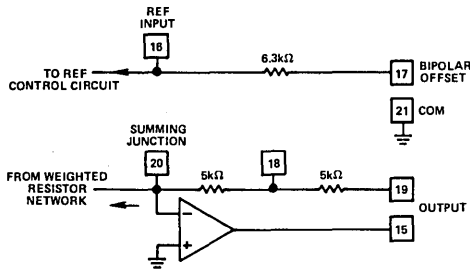 REF
INPUT
16
6.3kΩ
TO REF
CONTROL CIRCUIT
17
BIPOLAR
OFFSET
21
COM
SUMMING
JUNCTION
20
18
5kΩ
5kΩ
FROM WEIGHTED
RESISTOR
NETWORK
19
OUTPUT
15
−
+